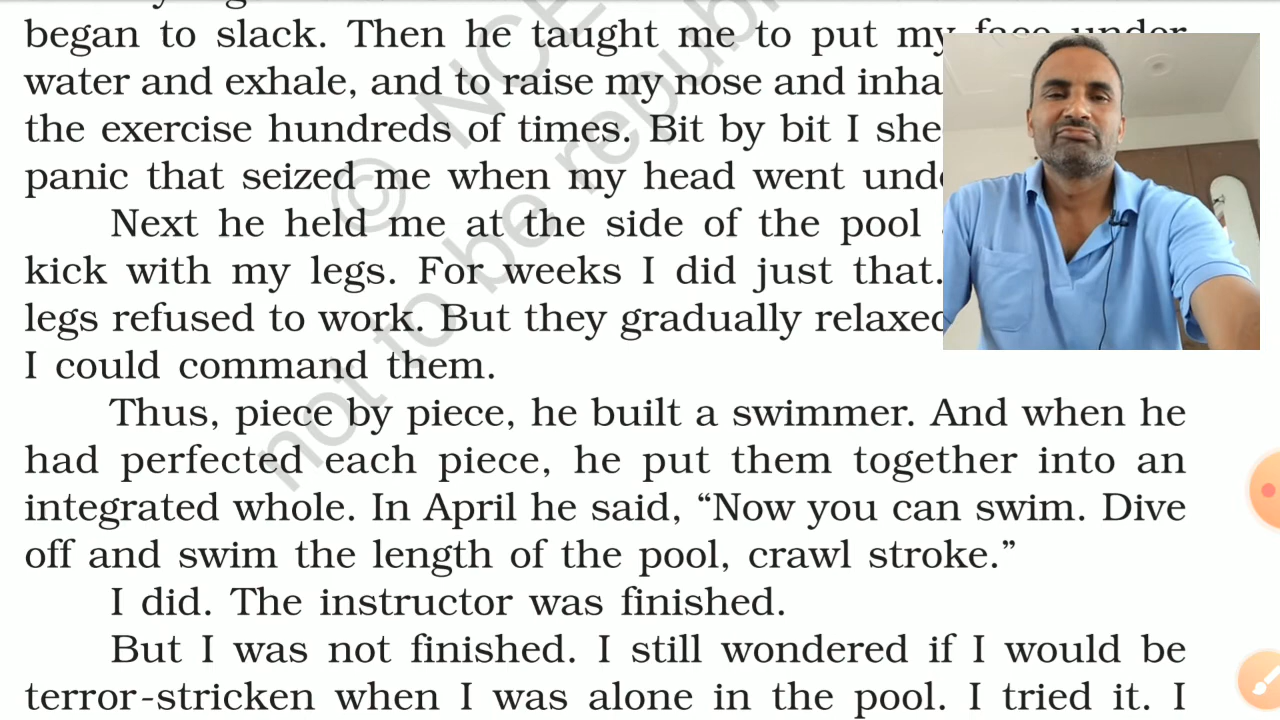 began to slack. Then he taught me to put my face under
water and exhale, and to raise my nose and
the exercise hundreds of times. Bit by bit I
panic that seized me when my head went
Next he held me at the side of the pool
kick with my legs. For weeks I did just that.
legs refused to work. But they gradually
I could command them.
Thus, piece by piece, he built a swimmer. And when he
had perfected each piece, he put them together into an
integrated whole. In April he said, “Now you can swim. Dive
off and swim the length of the pool, crawl stroke.”
I did. The instructor was finished.
But I was not finished. I still wondered if I would be
terror-stricken when I was alone in the pool. I tried it. I
not to be